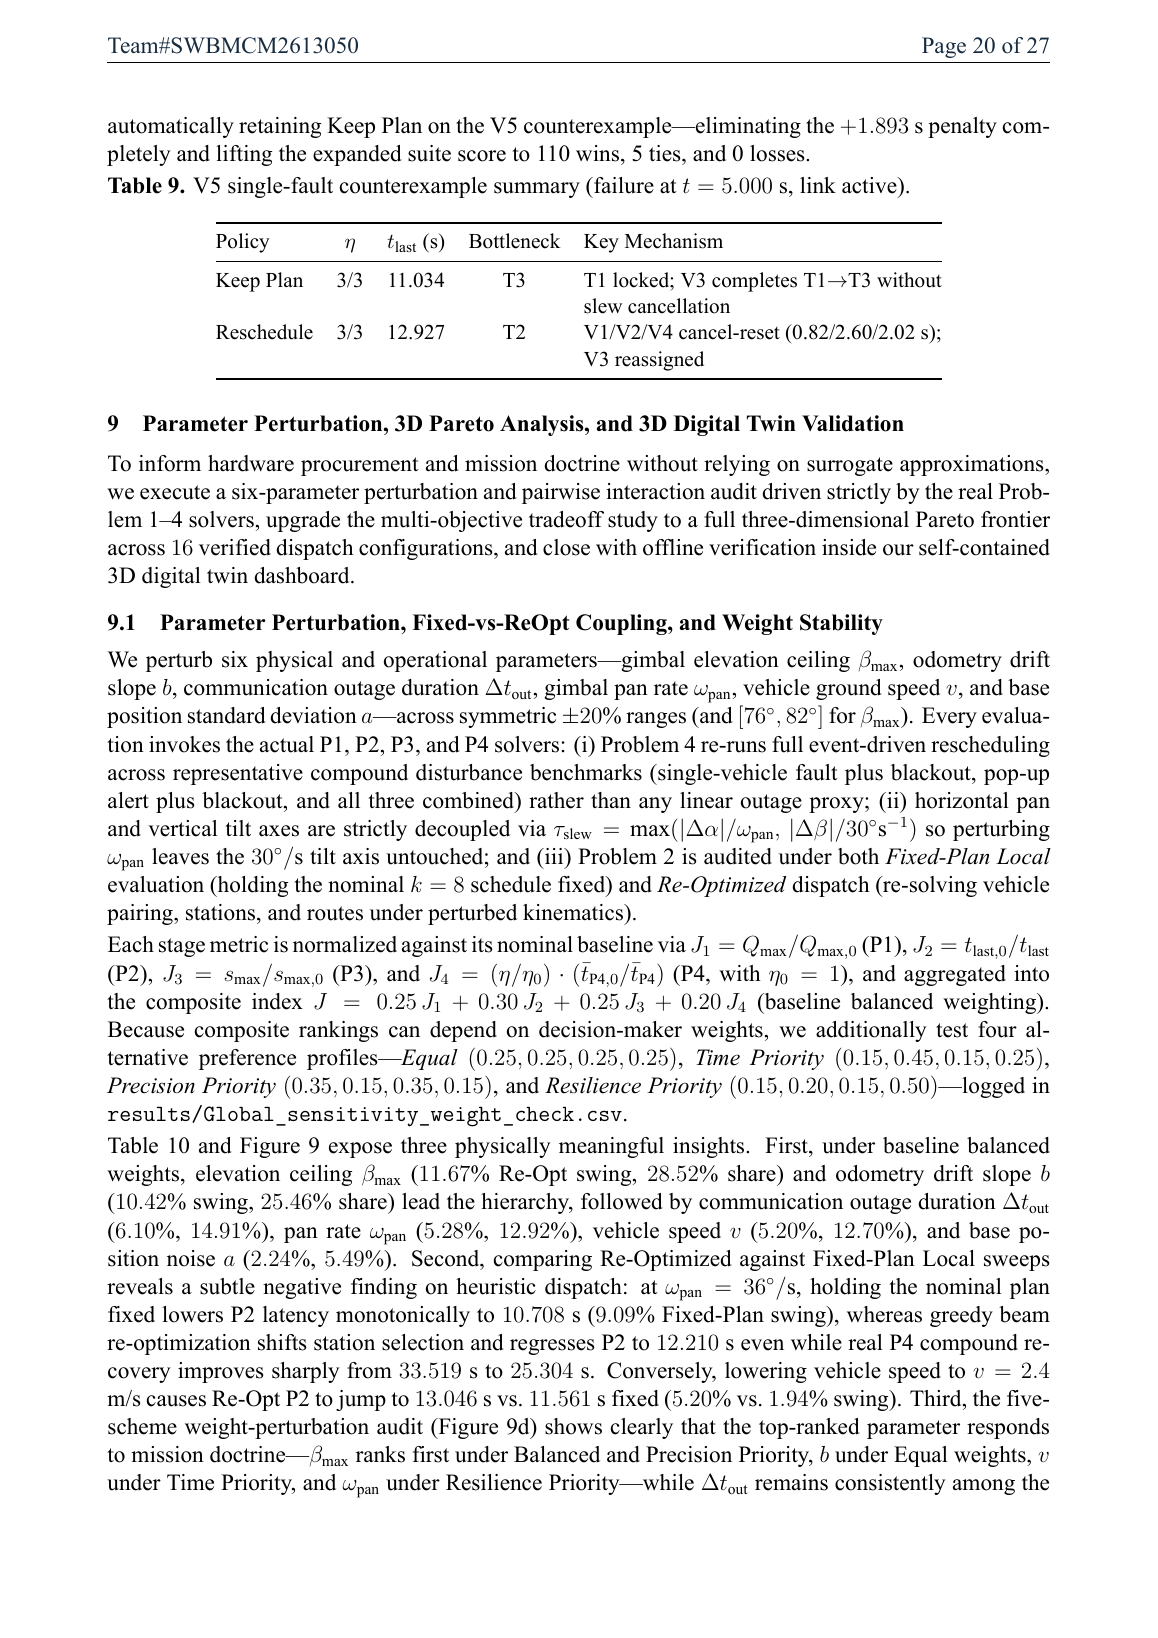 Team#SWBMCM2613050 Page 20 of 27
automatically retaining Keep Plan on the V5 counterexample—eliminating the +1.893 s penalty com-
pletely and lifting the expanded suite score to 110 wins, 5 ties, and 0 losses.
Table 9. V5 single-fault counterexample summary (failure at t = 5.000 s, link active).
Policy η t_last (s) Bottleneck Key Mechanism
Keep Plan 3/3 11.034 T3 T1 locked; V3 completes T1→T3 without
slew cancellation
Reschedule 3/3 12.927 T2 V1/V2/V4 cancel-reset (0.82/2.60/2.02 s);
V3 reassigned
9 Parameter Perturbation, 3D Pareto Analysis, and 3D Digital Twin Validation
To inform hardware procurement and mission doctrine without relying on surrogate approximations,
we execute a six-parameter perturbation and pairwise interaction audit driven strictly by the real Prob-
lem 1–4 solvers, upgrade the multi-objective tradeoff study to a full three-dimensional Pareto frontier
across 16 verified dispatch configurations, and close with offline verification inside our self-contained
3D digital twin dashboard.
9.1 Parameter Perturbation, Fixed-vs-ReOpt Coupling, and Weight Stability
We perturb six physical and operational parameters—gimbal elevation ceiling β_max, odometry drift
slope b, communication outage duration Δt_out, gimbal pan rate ω_pan, vehicle ground speed v, and base
position standard deviation a—across symmetric ±20% ranges (and [76°, 82°] for β_max). Every evalua-
tion invokes the actual P1, P2, P3, and P4 solvers: (i) Problem 4 re-runs full event-driven rescheduling
across representative compound disturbance benchmarks (single-vehicle fault plus blackout, pop-up
alert plus blackout, and all three combined) rather than any linear outage proxy; (ii) horizontal pan
and vertical tilt axes are strictly decoupled via τ_slew = max(|Δα|/ω_pan, |Δβ|/30°s⁻¹) so perturbing
ω_pan leaves the 30°/s tilt axis untouched; and (iii) Problem 2 is audited under both Fixed-Plan Local
evaluation (holding the nominal k = 8 schedule fixed) and Re-Optimized dispatch (re-solving vehicle
pairing, stations, and routes under perturbed kinematics).
Each stage metric is normalized against its nominal baseline via J₁ = Q_max/Q_max,0 (P1), J₂ = t_last,0/t_last
(P2), J₃ = s_max/s_max,0 (P3), and J₄ = (η/η₀) · (t̄_P4,0/t̄_P4) (P4, with η₀ = 1), and aggregated into
the composite index J = 0.25 J₁ + 0.30 J₂ + 0.25 J₃ + 0.20 J₄ (baseline balanced weighting).
Because composite rankings can depend on decision-maker weights, we additionally test four al-
ternative preference profiles—Equal (0.25, 0.25, 0.25, 0.25), Time Priority (0.15, 0.45, 0.15, 0.25),
Precision Priority (0.35, 0.15, 0.35, 0.15), and Resilience Priority (0.15, 0.20, 0.15, 0.50)—logged in
results/Global_sensitivity_weight_check.csv.
Table 10 and Figure 9 expose three physically meaningful insights. First, under baseline balanced
weights, elevation ceiling β_max (11.67% Re-Opt swing, 28.52% share) and odometry drift slope b
(10.42% swing, 25.46% share) lead the hierarchy, followed by communication outage duration Δt_out
(6.10%, 14.91%), pan rate ω_pan (5.28%, 12.92%), vehicle speed v (5.20%, 12.70%), and base po-
sition noise a (2.24%, 5.49%). Second, comparing Re-Optimized against Fixed-Plan Local sweeps
reveals a subtle negative finding on heuristic dispatch: at ω_pan = 36°/s, holding the nominal plan
fixed lowers P2 latency monotonically to 10.708 s (9.09% Fixed-Plan swing), whereas greedy beam
re-optimization shifts station selection and regresses P2 to 12.210 s even while real P4 compound re-
covery improves sharply from 33.519 s to 25.304 s. Conversely, lowering vehicle speed to v = 2.4
m/s causes Re-Opt P2 to jump to 13.046 s vs. 11.561 s fixed (5.20% vs. 1.94% swing). Third, the five-
scheme weight-perturbation audit (Figure 9d) shows clearly that the top-ranked parameter responds
to mission doctrine—β_max ranks first under Balanced and Precision Priority, b under Equal weights, v
under Time Priority, and ω_pan under Resilience Priority—while Δt_out remains consistently among the